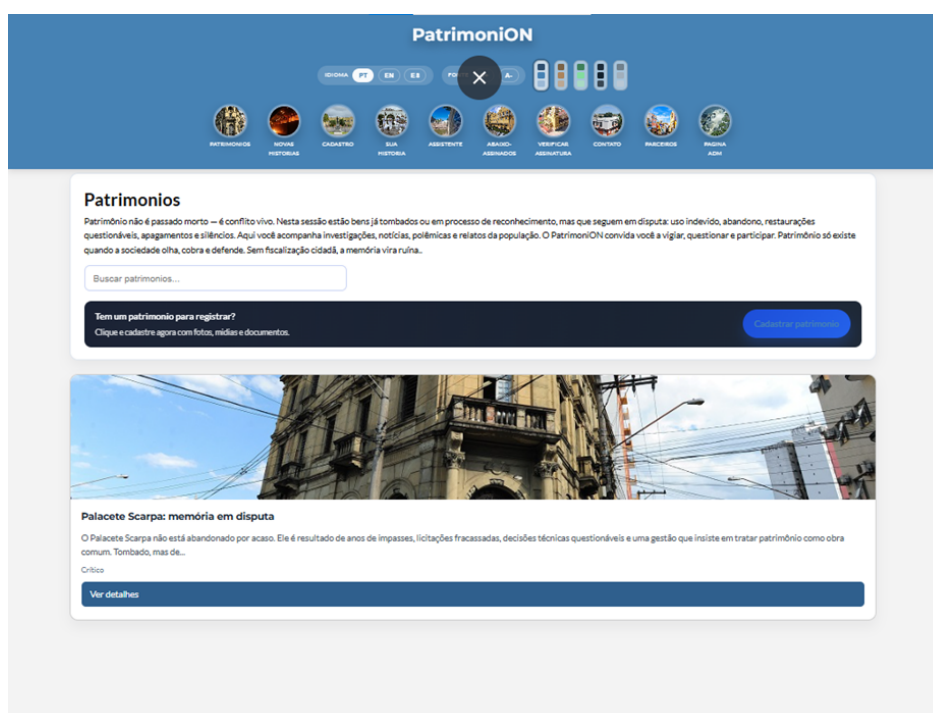 PatrimoniON
IDIOMA PT EN ES A-
PATRIMONIOS
NOVAS
HISTORIAS
CADASTRO
SUA
HISTORIA
ASSISTENTE
ABAIXO-
ASSINADOS
VERIFICAR
ASSINATURA
CONTATO
PARCEIROS
PAGINA
ADM
Patrimonios
Patrimônio não é passado morto — é conflito vivo. Nesta sessão estão bens já tombados ou em processo de reconhecimento, mas que seguem em disputa: uso indevido, abandono, restaurações
questionáveis, apagamentos e silêncios. Aqui você acompanha investigações, notícias, polêmicas e relatos da população. O PatrimoniON convida você a vigiar, questionar e participar. Patrimônio só existe
quando a sociedade olha, cobra e defende. Sem fiscalização cidadã, a memória vira ruína..
Buscar patrimonios...
Tem um patrimonio para registrar?
Clique e cadastre agora com fotos, midias e documentos.
Cadastrar patrimonio
Palacete Scarpa: memória em disputa
O Palacete Scarpa não está abandonado por acaso. Ele é resultado de anos de impasses, licitações fracassadas, decisões técnicas questionáveis e uma gestão que insiste em tratar patrimônio como obra
comum. Tombado, mas de...
Crítico
Ver detalhes